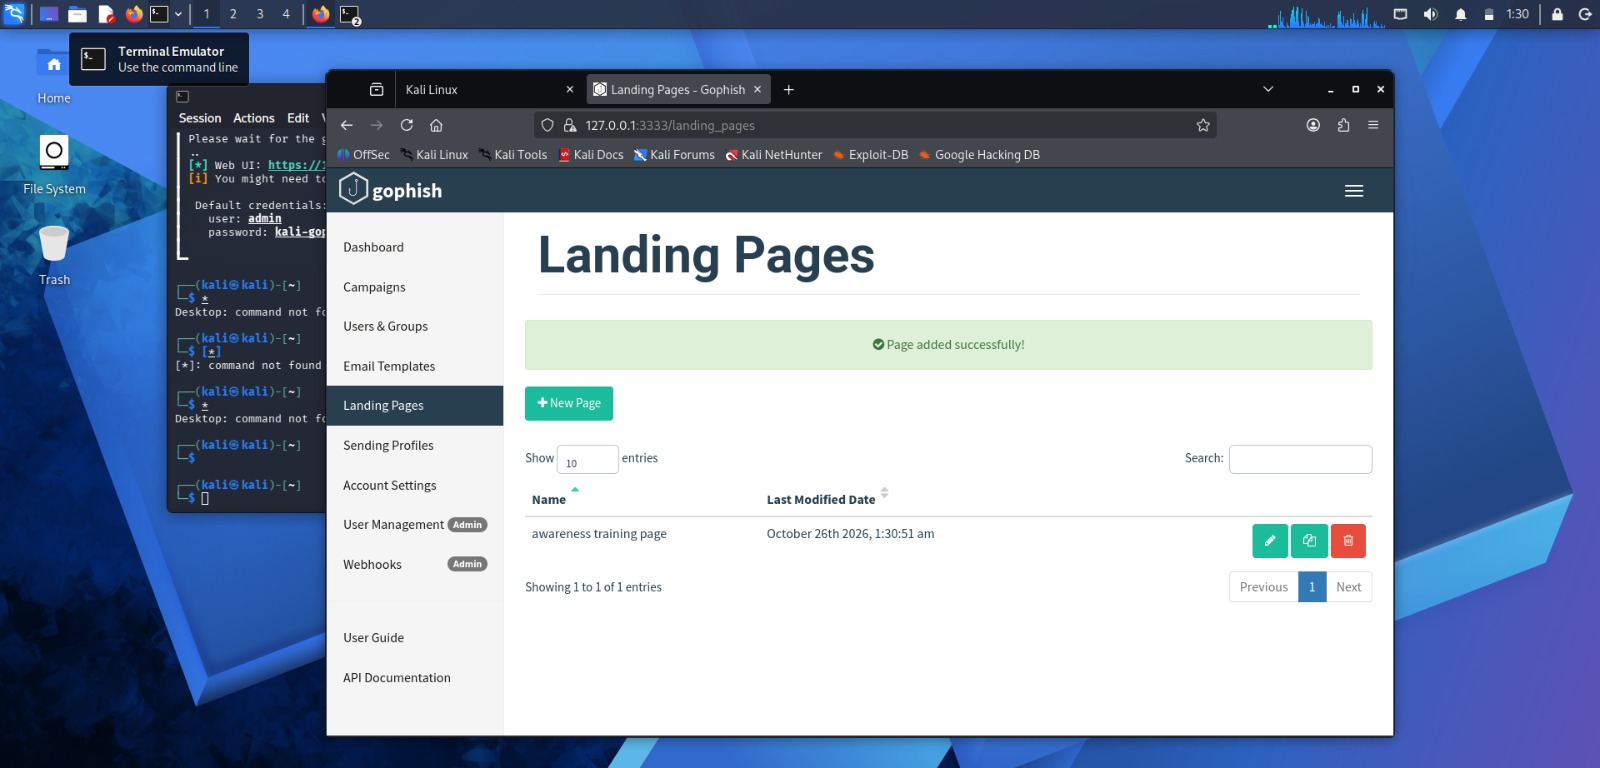 1 2 3 4
2
1:30
Terminal Emulator
Use the command line
Home
File System
Trash
Session Actions Edit
Please wait for the g
..
[*] Web UI: https://1
[i] You might need to
Default credentials:
user: admin
password: kali-gop
┌──(kali㉿kali)-[~]
└─$ *
Desktop: command not fo
┌──(kali㉿kali)-[~]
└─$ [*]
[*]: command not found
┌──(kali㉿kali)-[~]
└─$ *
Desktop: command not fo
┌──(kali㉿kali)-[~]
└─$
┌──(kali㉿kali)-[~]
└─$
Kali Linux
Landing Pages - Gophish
127.0.0.1:3333/landing_pages
OffSec Kali Linux Kali Tools Kali Docs Kali Forums Kali NetHunter Exploit-DB Google Hacking DB
gophish
Dashboard
Campaigns
Users & Groups
Email Templates
Landing Pages
Sending Profiles
Account Settings
User Management Admin
Webhooks Admin
User Guide
API Documentation
Landing Pages
Page added successfully!
New Page
Show 10 entries
Search:
Name Last Modified Date
awareness training page October 26th 2026, 1:30:51 am
Showing 1 to 1 of 1 entries
Previous 1 Next